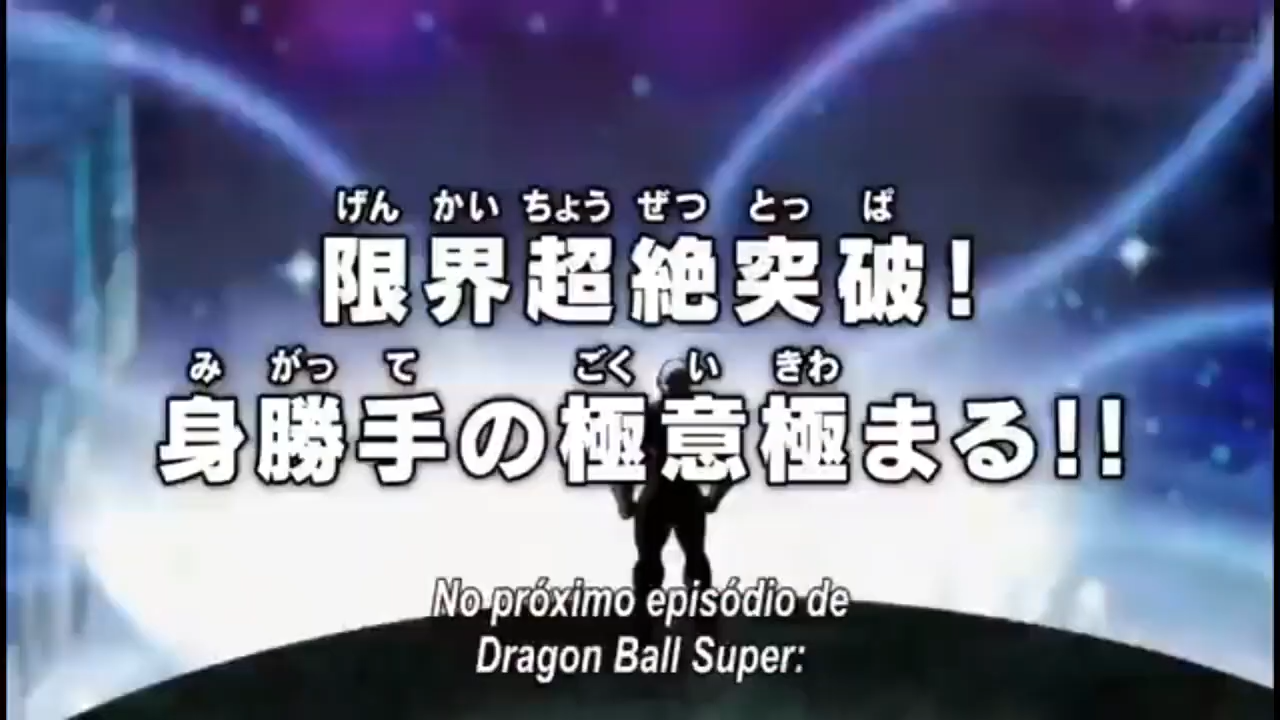 げんかいちょうぜつとっぱ
限界超絶突破!
みがってごくいきわ
身勝手の極意極まる!!
No próximo episódio de
Dragon Ball Super: